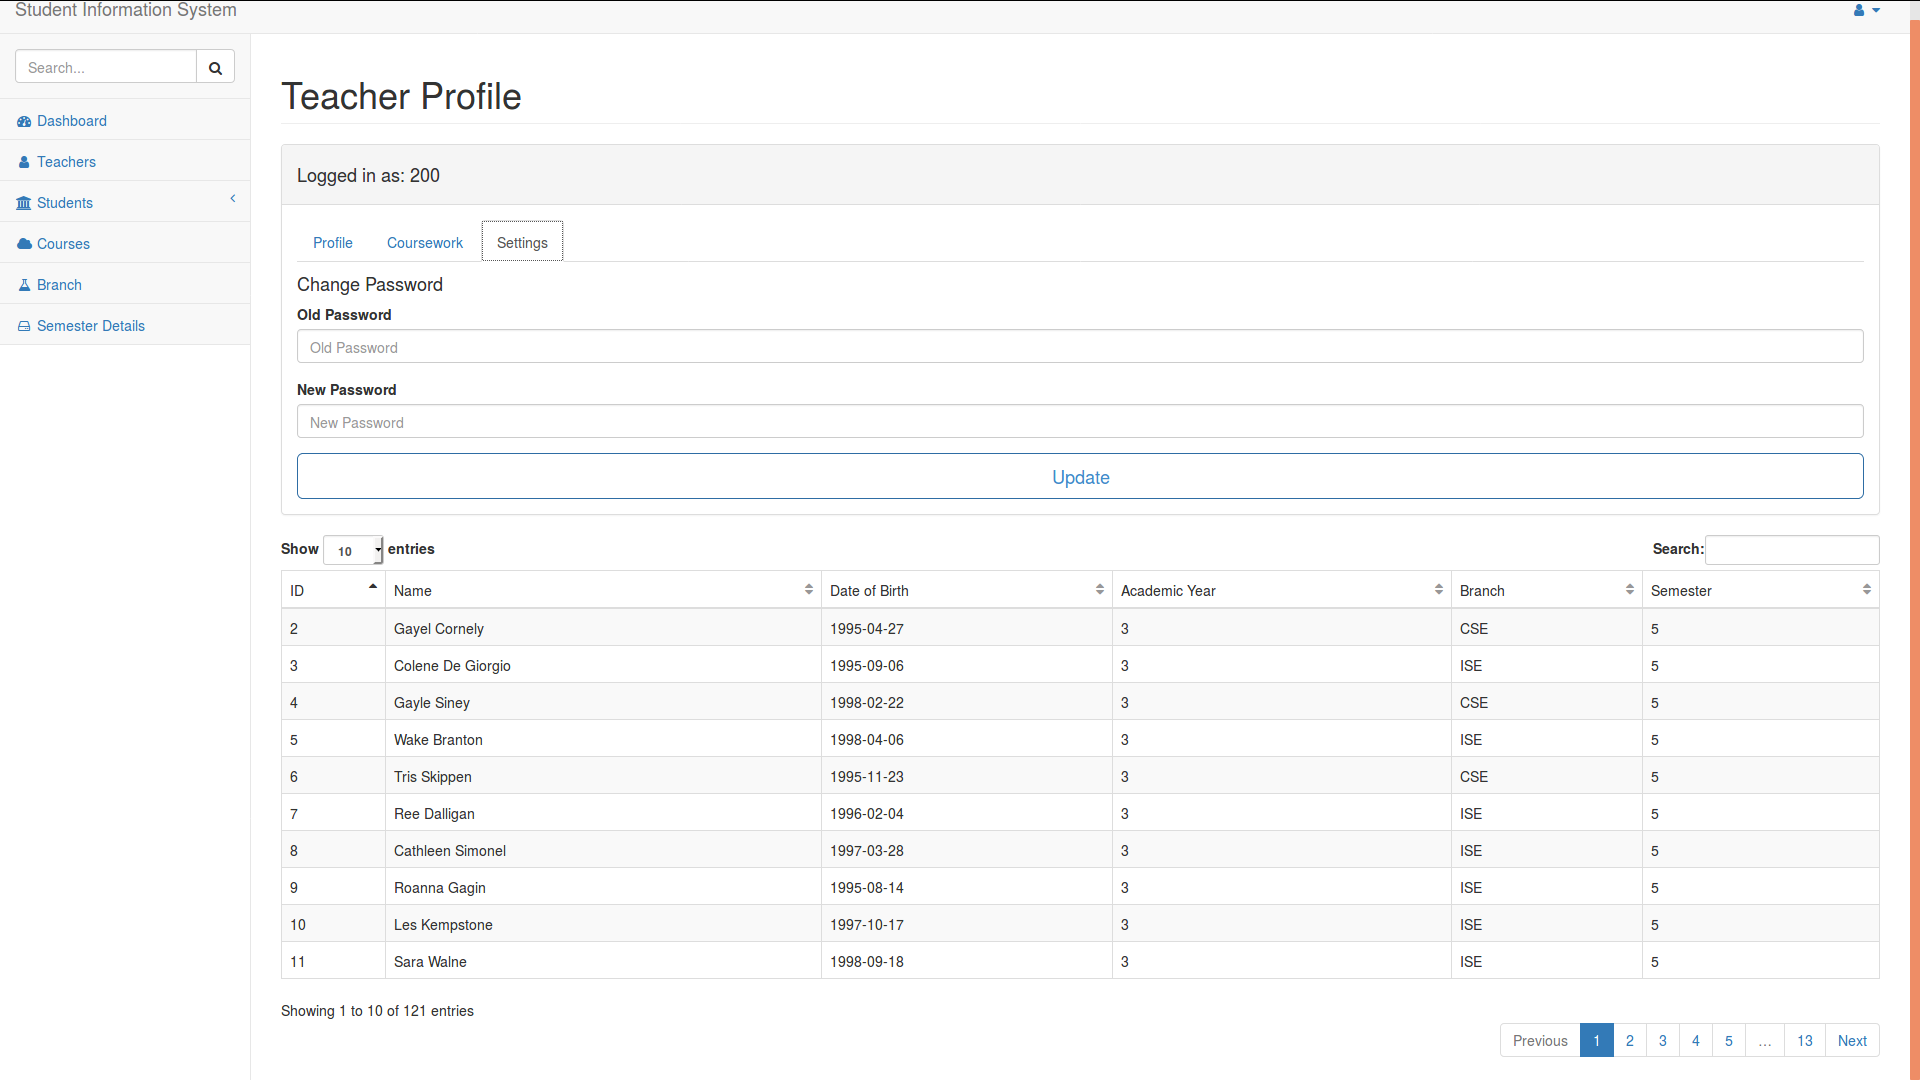 Student Information System
Search...
Dashboard
Teachers
Students
Courses
Branch
Semester Details
Teacher Profile
Logged in as: 200
Profile Coursework Settings
Change Password
Old Password
Old Password
New Password
New Password
Update
Show 10 entries Search:
ID Name Date of Birth Academic Year Branch Semester
2 Gayel Cornely 1995-04-27 3 CSE 5
3 Colene De Giorgio 1995-09-06 3 ISE 5
4 Gayle Siney 1998-02-22 3 CSE 5
5 Wake Branton 1998-04-06 3 ISE 5
6 Tris Skippen 1995-11-23 3 CSE 5
7 Ree Dalligan 1996-02-04 3 ISE 5
8 Cathleen Simonel 1997-03-28 3 ISE 5
9 Roanna Gagin 1995-08-14 3 ISE 5
10 Les Kempstone 1997-10-17 3 ISE 5
11 Sara Walne 1998-09-18 3 ISE 5
Showing 1 to 10 of 121 entries
Previous 1 2 3 4 5 ... 13 Next